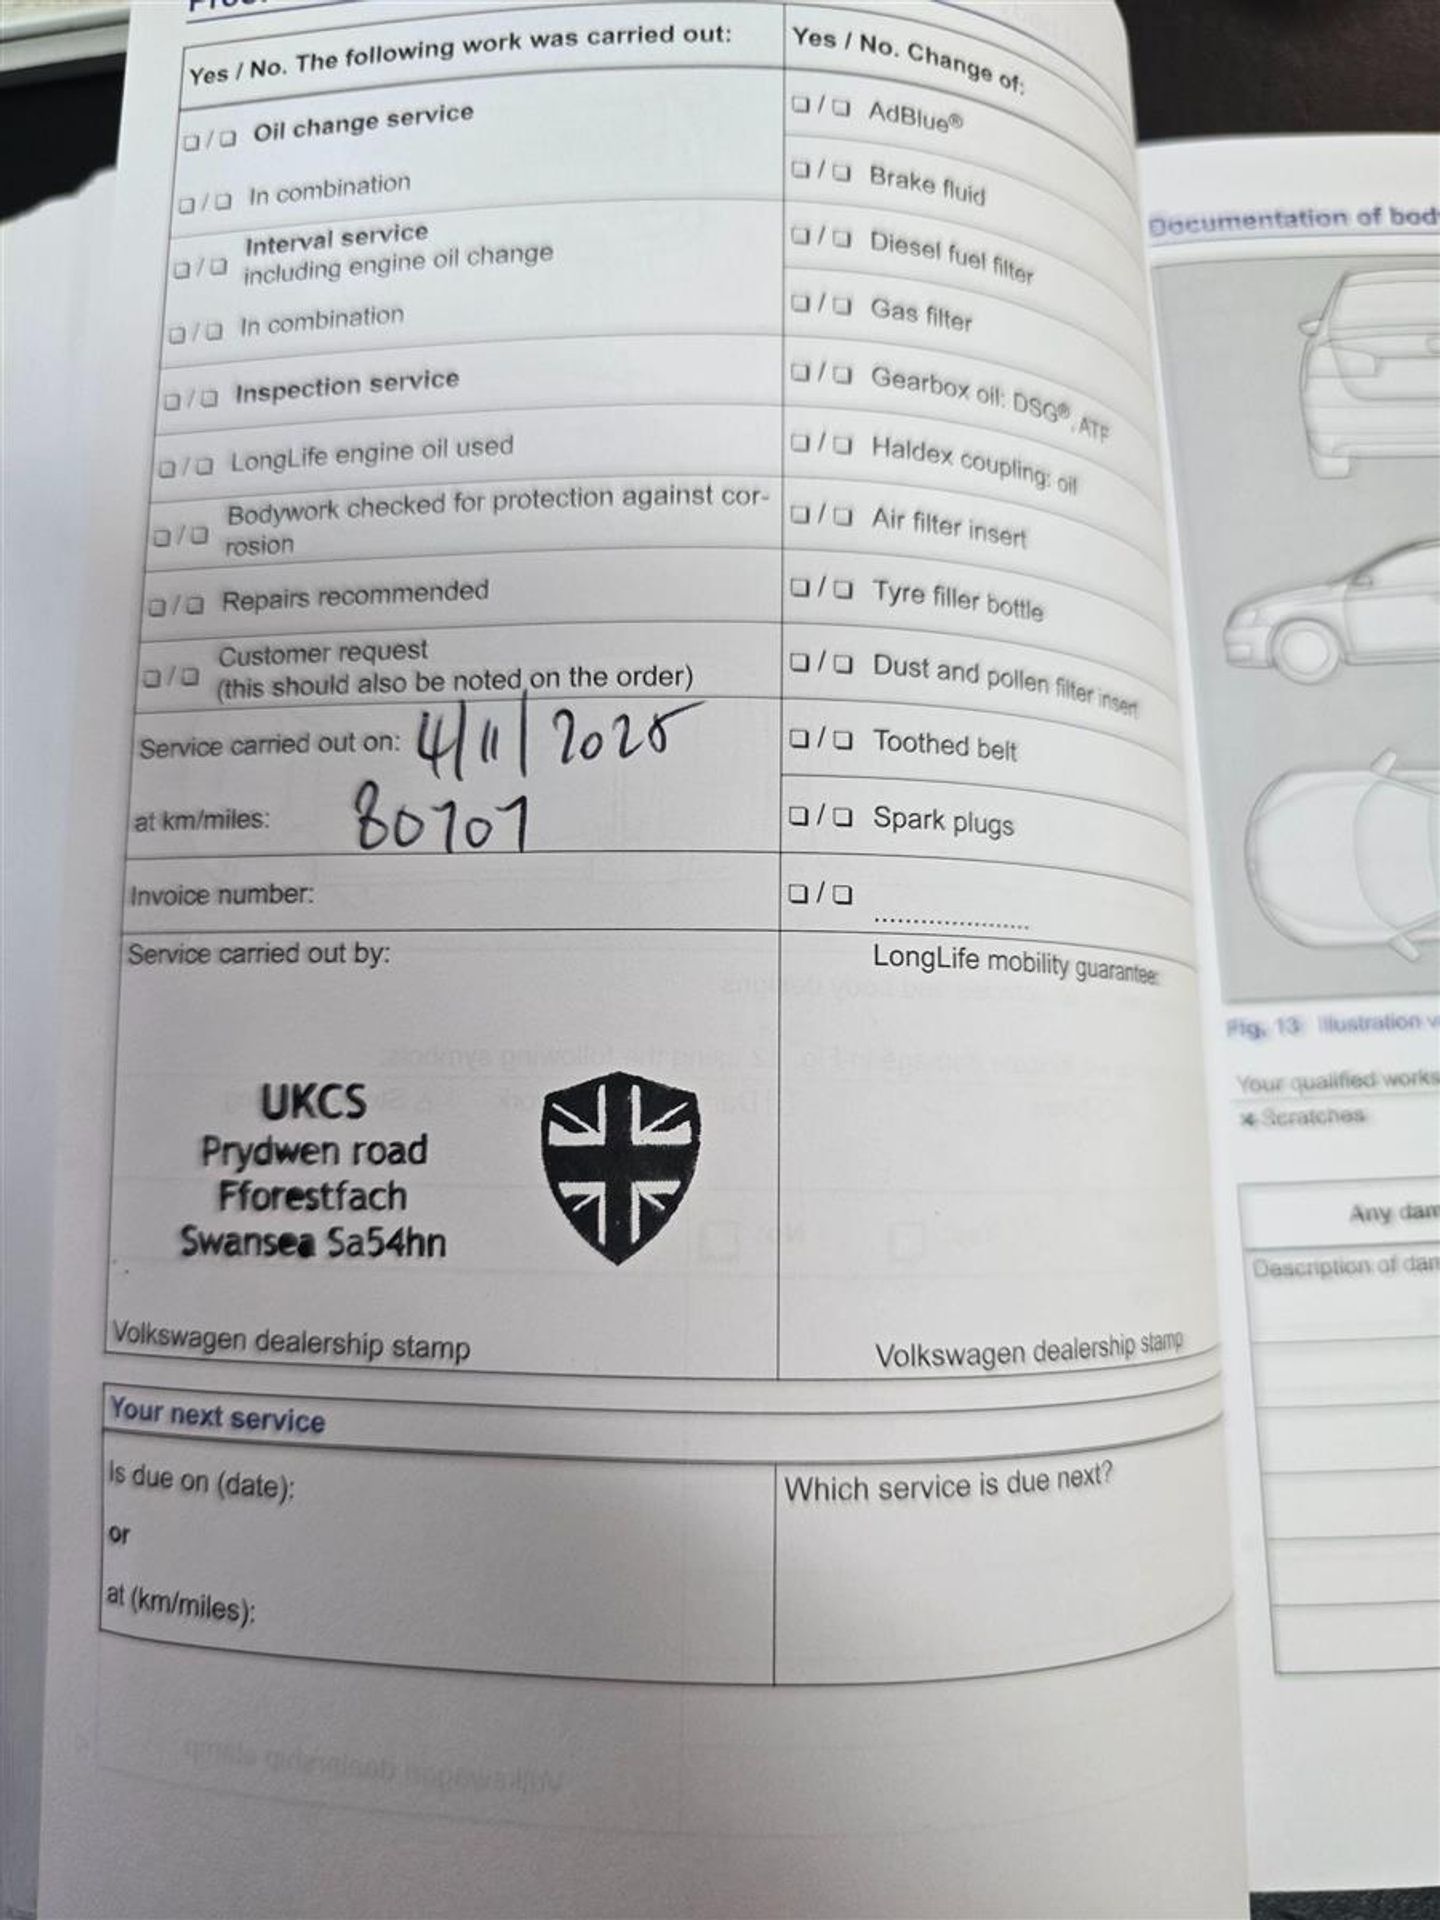 Yes / No. The following work was carried out:
Yes / No. Change of:
❏ / ❏ Oil change service
❏ / ❏ In combination
❏ / ❏ Interval service
including engine oil change
❏ / ❏ In combination
❏ / ❏ Inspection service
❏ / ❏ LongLife engine oil used
❏ / ❏ Bodywork checked for protection against cor-
rosion
❏ / ❏ Repairs recommended
❏ / ❏ Customer request
(this should also be noted on the order)
Service carried out on: 4/11/2025
at km/miles: 80707
Invoice number:
❏ / ❏ AdBlue®
❏ / ❏ Brake fluid
❏ / ❏ Diesel fuel filter
❏ / ❏ Gas filter
❏ / ❏ Gearbox oil: DSG®, ATF
❏ / ❏ Haldex coupling: oil
❏ / ❏ Air filter insert
❏ / ❏ Tyre filler bottle
❏ / ❏ Dust and pollen filter insert
❏ / ❏ Toothed belt
❏ / ❏ Spark plugs
❏ / ❏ ....................
Service carried out by:
UKCS
Prydwen road
Fforestfach
Swansea Sa54hn
Volkswagen dealership stamp
LongLife mobility guarantee:
Volkswagen dealership stamp
Your next service
Is due on (date):
or
at (km/miles):
Which service is due next?
Documentation of
Fig. 13 Illustration
Your qualified
× Scratches
Any
Description of